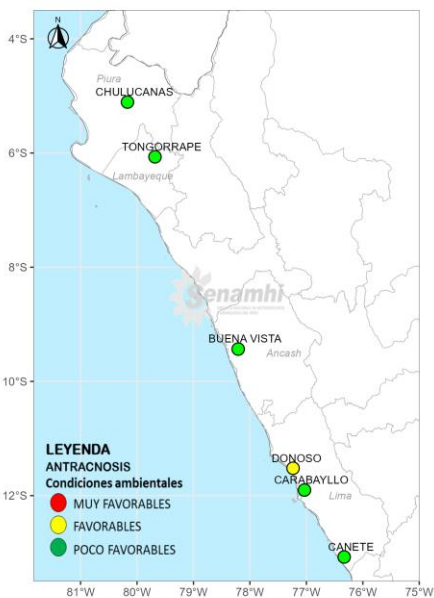 N
4°S
Piura
CHULUCANAS
6°S
TONGORRAPE
Lambayeque
8°S
Senamhi
BUENA VISTA
Ancash
10°S
LEYENDA
ANTRACNOSIS
Condiciones ambientales
MUY FAVORABLES
FAVORABLES
POCO FAVORABLES
DONOSO
CARABAYLLO
12°S
Lima
CANETE
81°W 80°W 79°W 78°W 77°W 76°W 75°W